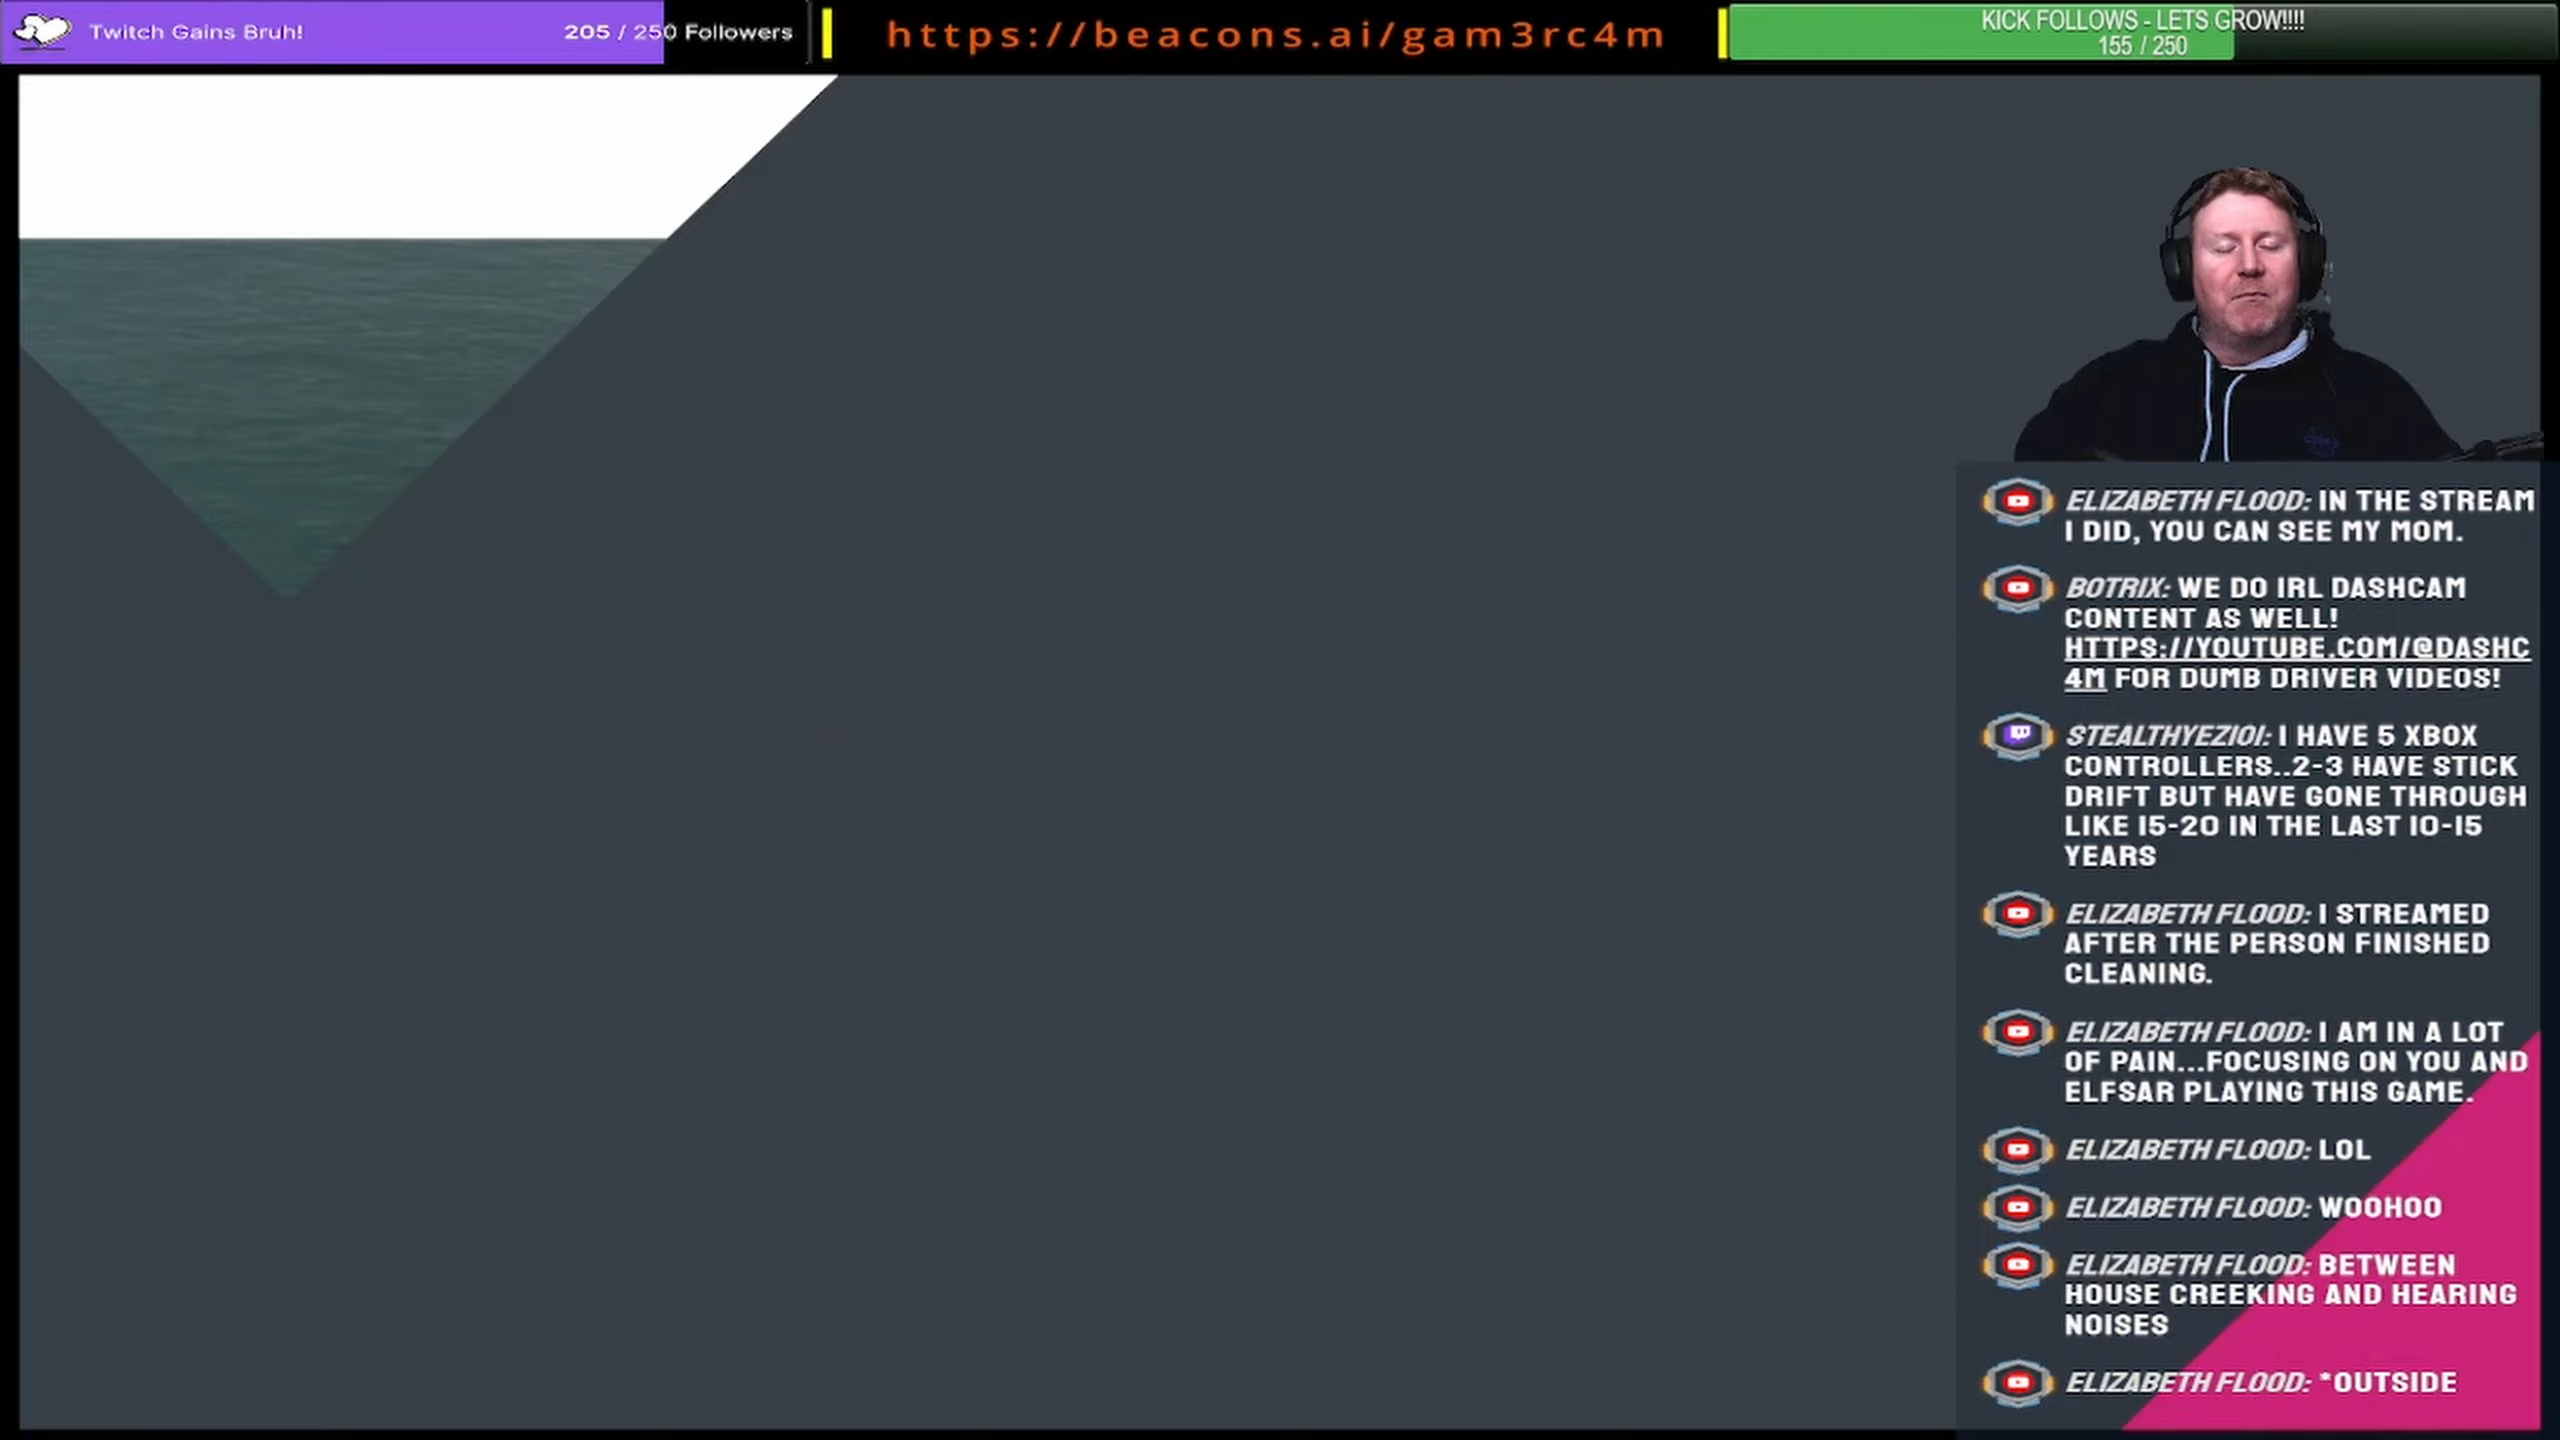 Twitch Gains Bruh!
205 / 250 Followers
https://beacons.ai/gam3rc4m
KICK FOLLOWS - LETS GROW!!!!
155 / 250
ELIZABETH FLOOD: IN THE STREAM
I DID, YOU CAN SEE MY MOM.
BOTRIX: WE DO IRL DASHCAM
CONTENT AS WELL!
HTTPS://YOUTUBE.COM/@DASHC
4M FOR DUMB DRIVER VIDEOS!
STEALTHYEZIO1: I HAVE 5 XBOX
CONTROLLERS..2-3 HAVE STICK
DRIFT BUT HAVE GONE THROUGH
LIKE 15-20 IN THE LAST 10-15
YEARS
ELIZABETH FLOOD: I STREAMED
AFTER THE PERSON FINISHED
CLEANING.
ELIZABETH FLOOD: I AM IN A LOT
OF PAIN...FOCUSING ON YOU AND
ELFSAR PLAYING THIS GAME.
ELIZABETH FLOOD: LOL
ELIZABETH FLOOD: WOOHOO
ELIZABETH FLOOD: BETWEEN
HOUSE CREEKING AND HEARING
NOISES
ELIZABETH FLOOD: *OUTSIDE